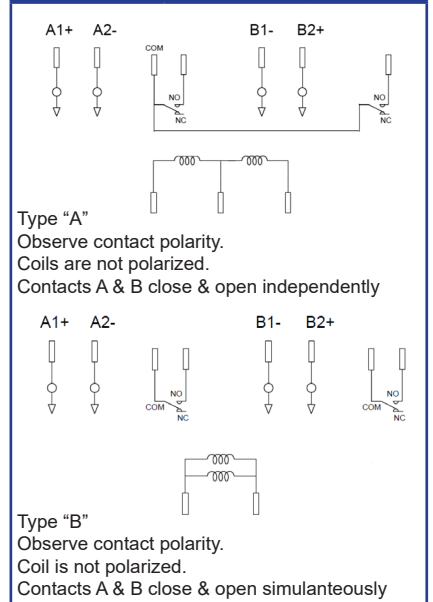 A1+ A2- B1- B2+
COM
NO NO
NC NC
Type “A”
Observe contact polarity.
Coils are not polarized.
Contacts A & B close & open independently
A1+ A2- B1- B2+
NO NO
COM COM
NC NC
Type “B”
Observe contact polarity.
Coil is not polarized.
Contacts A & B close & open simulanteously